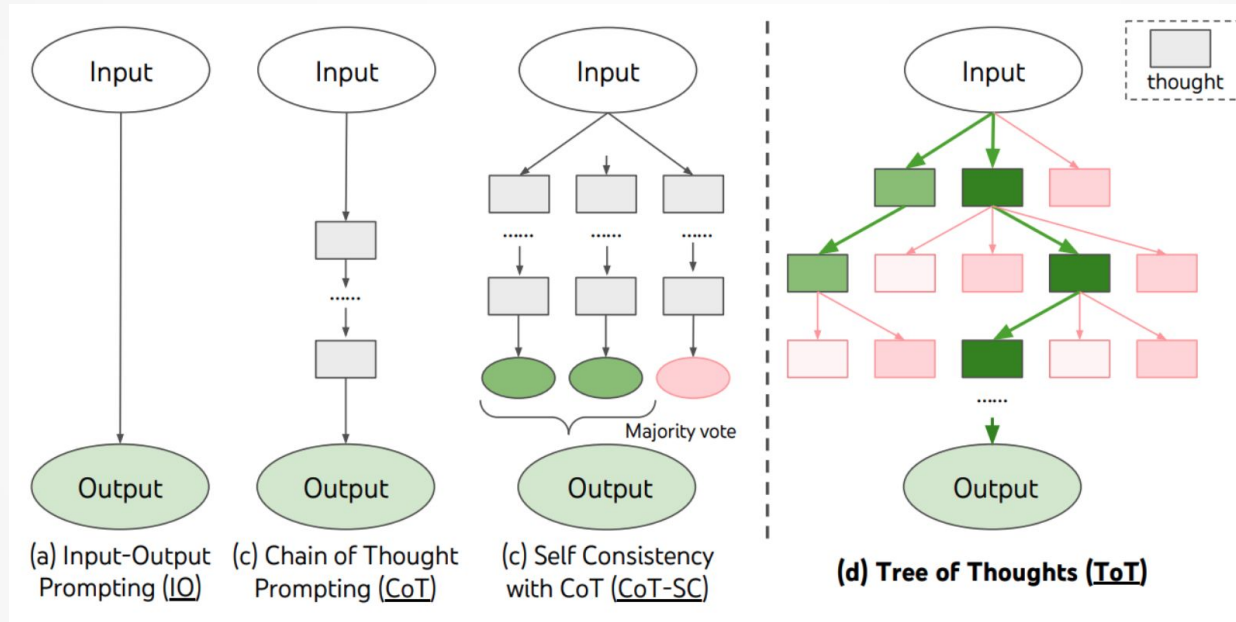 Input
Input
Input
Input
thought
......
......
......
......
Majority vote
......
Output
Output
Output
Output
(a) Input-Output
Prompting (IO)
(c) Chain of Thought
Prompting (CoT)
(c) Self Consistency
with CoT (CoT-SC)
(d) Tree of Thoughts (ToT)